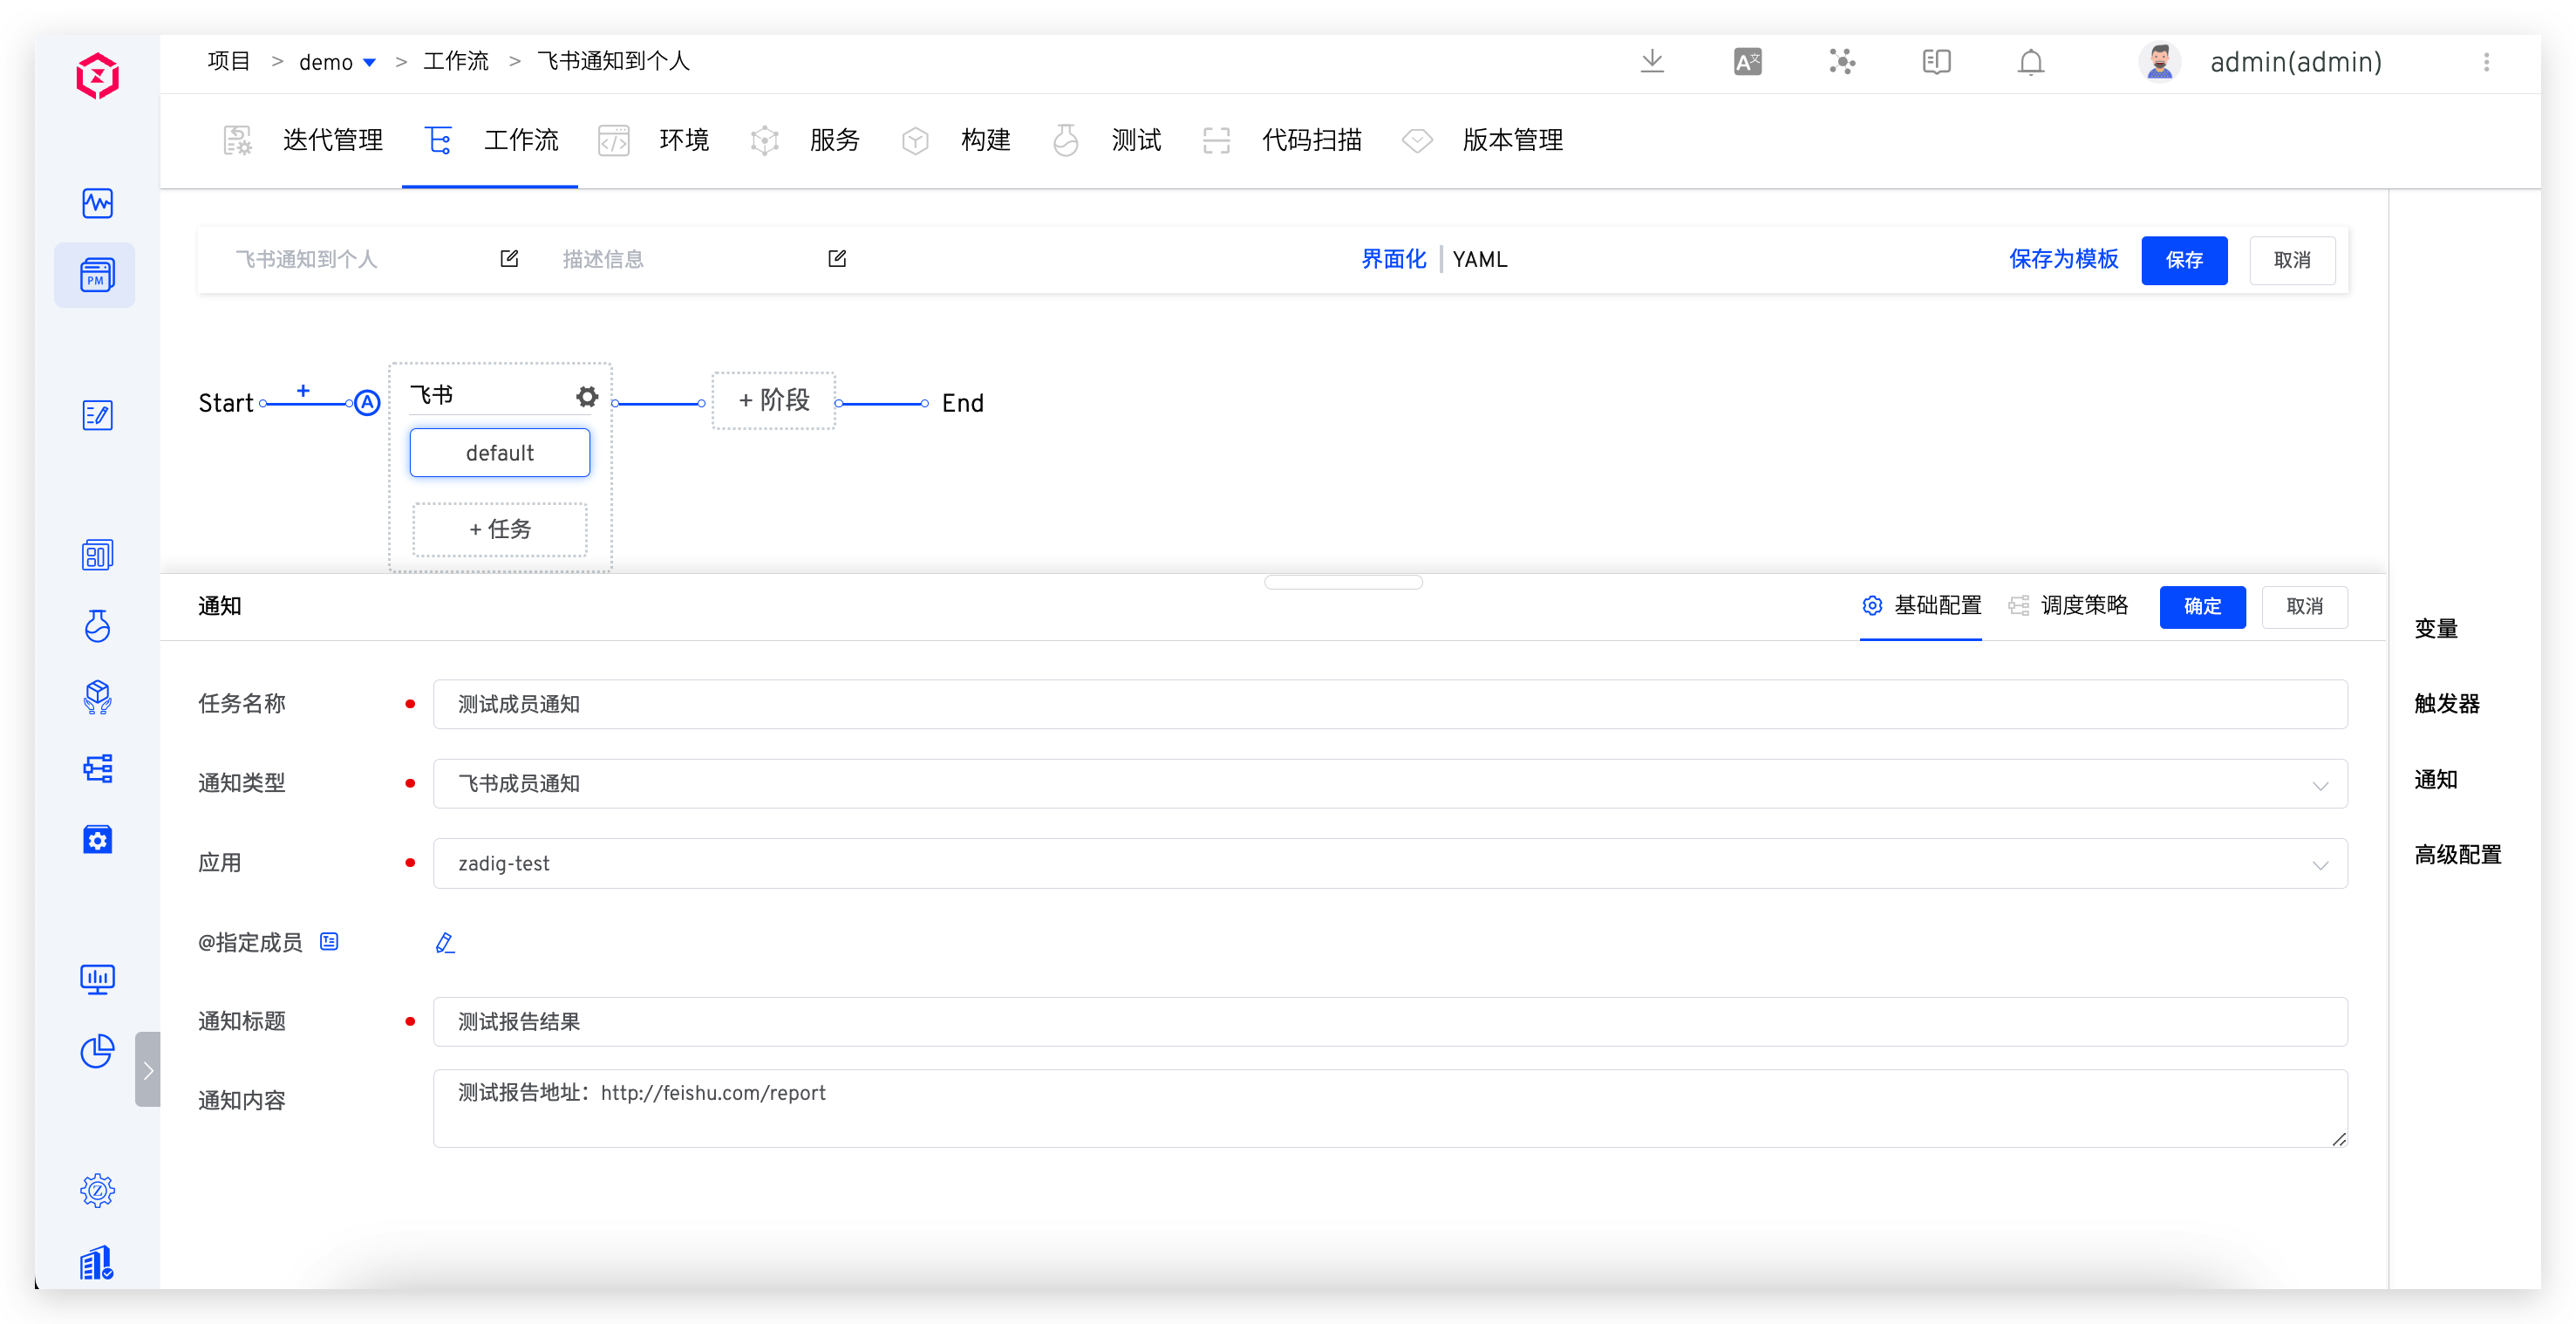 项目 > demo > 工作流 > 飞书通知到个人
admin(admin)
迭代管理 工作流 环境 服务 构建 测试 代码扫描 版本管理
飞书通知到个人 描述信息 界面化 YAML 保存为模板 保存 取消
Start
飞书
+ 阶段
End
default
+ 任务
通知 基础配置 调度策略 确定 取消
任务名称 测试成员通知
通知类型 飞书成员通知
应用 zadig-test
@指定成员
通知标题 测试报告结果
通知内容 测试报告地址：http://feishu.com/report
变量
触发器
通知
高级配置
PM